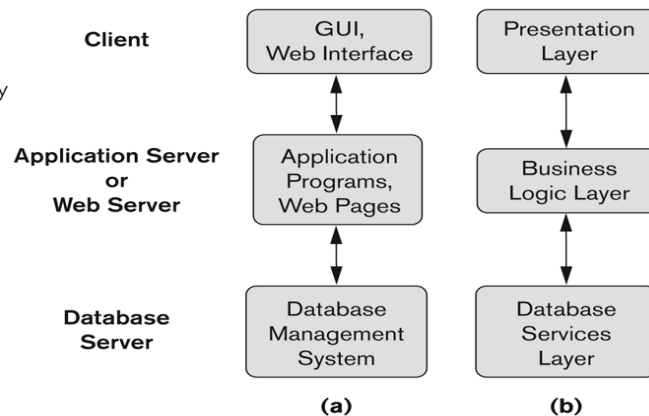 Client
GUI,
Web Interface
Presentation
Layer
y
Application Server
or
Web Server
Application
Programs,
Web Pages
Business
Logic Layer
Database
Server
Database
Management
System
Database
Services
Layer
(a)
(b)